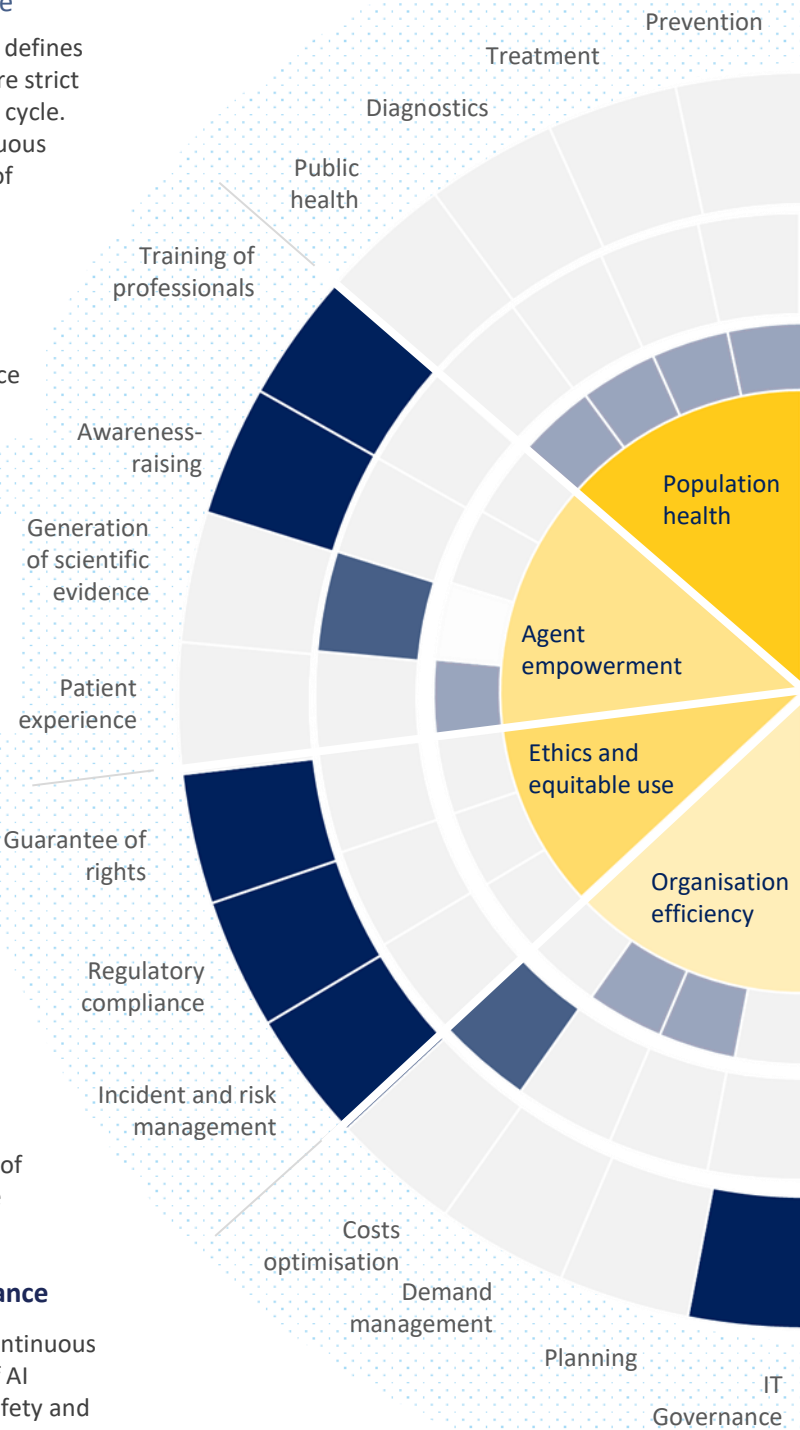 e
defines
re strict
cycle.
uous
of
ce
of
ance
ntinuous
f AI
fety and
Prevention
Treatment
Diagnostics
Public
health
Training of
professionals
Awareness-
raising
Generation
of scientific
evidence
Patient
experience
Guarantee of
rights
Regulatory
compliance
Incident and risk
management
Costs
optimisation
Demand
management
Planning
IT
Governance
Population
health
Agent
empowerment
Ethics and
equitable use
Organisation
efficiency